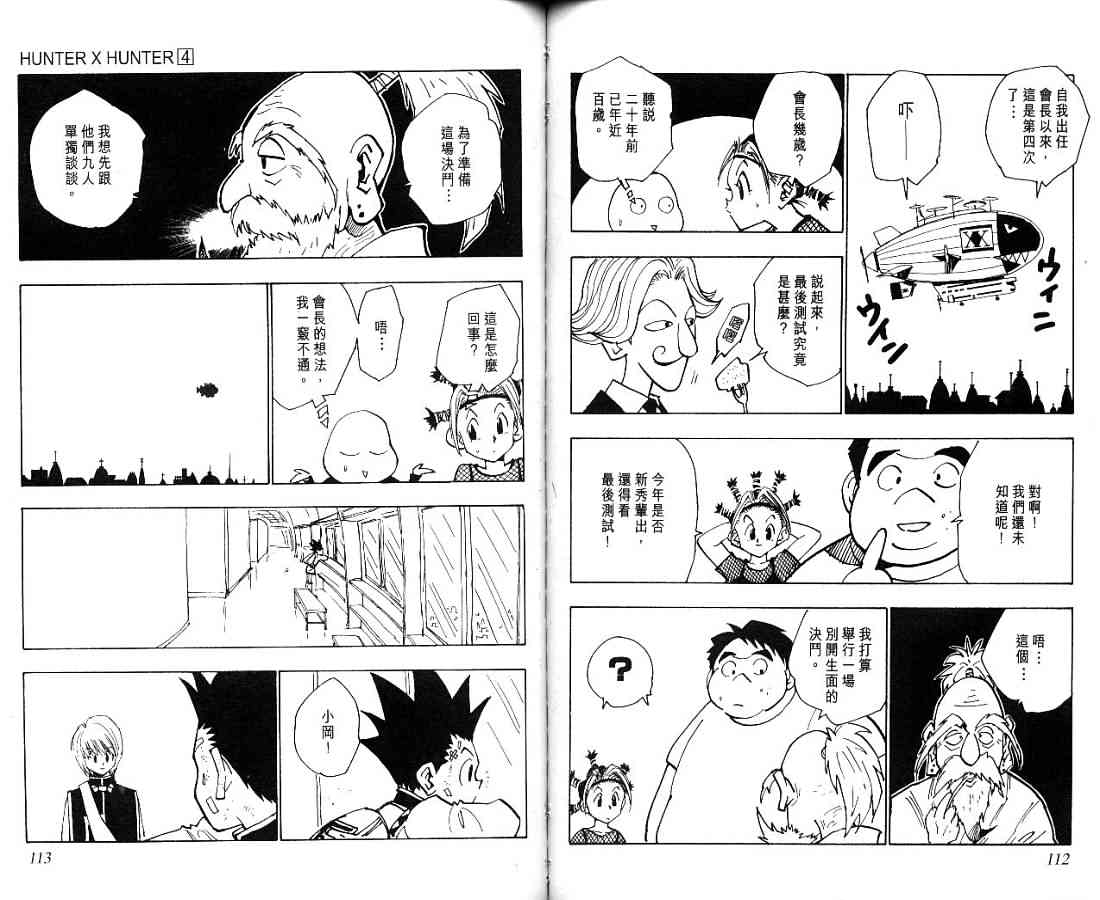 HUNTER X HUNTER 4
自我出任
會長以來，
這是第四次
了…
吓
─
ウィン
ウィン
會長幾歲？
聽說
二十年前
已年近
百歲。
說起來，
最後測試究竟
是甚麼？
嚼嚼
對啊！
我們還未
知道呢！
今年是否
新秀輩出，
還得看
最後測試！
唔…
這個…
我打算
舉行一場
別開生面的
決鬥。
？
112
為了準備
這場決鬥…
我想先跟
他們九人
單獨談談。
這是怎麼
回事？
唔…
會長的想法，
我一竅不通。
小岡！
113